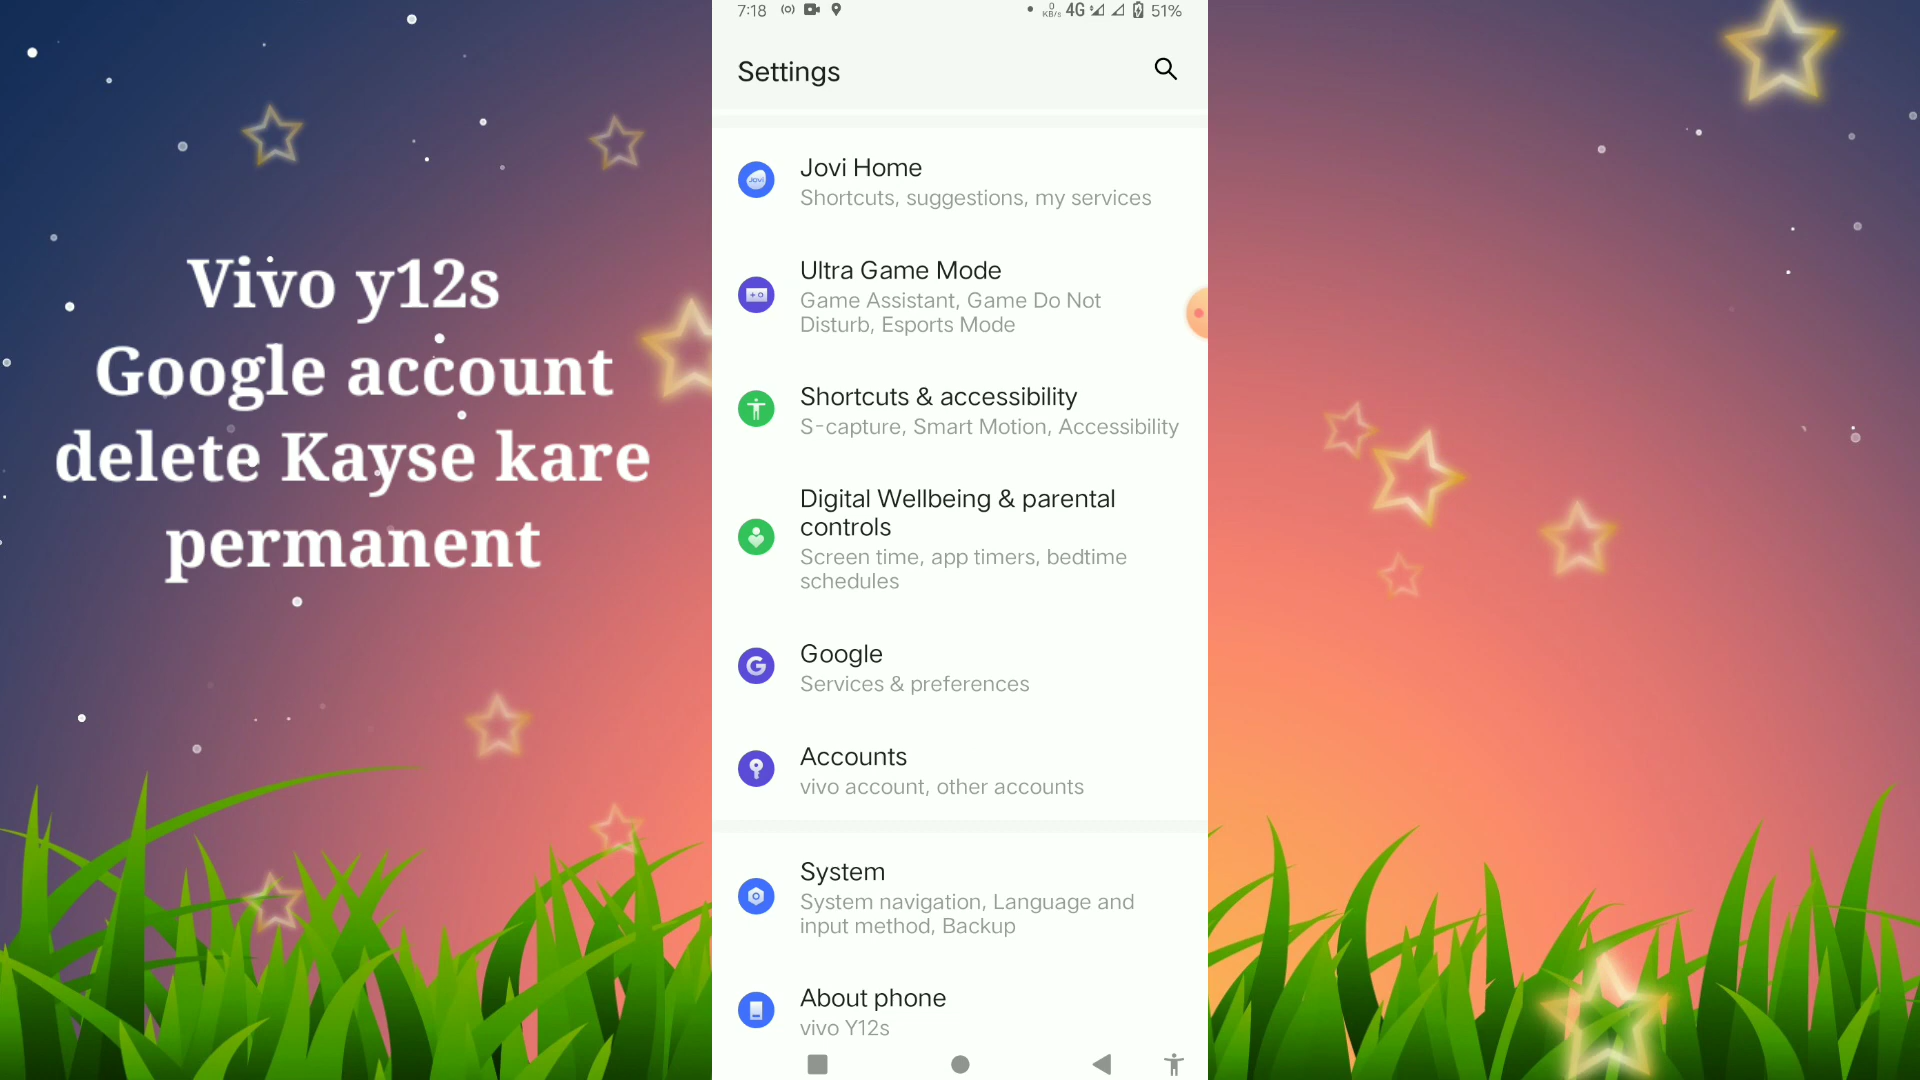 Vivo y12s
Google account
delete Kayse kare
permanent
7:18
0 KB/s 4G 51%
Settings
Jovi
Jovi Home
Shortcuts, suggestions, my services
Ultra Game Mode
Game Assistant, Game Do Not
Disturb, Esports Mode
Shortcuts & accessibility
S-capture, Smart Motion, Accessibility
Digital Wellbeing & parental
controls
Screen time, app timers, bedtime
schedules
G
Google
Services & preferences
Accounts
vivo account, other accounts
System
System navigation, Language and
input method, Backup
About phone
vivo Y12s